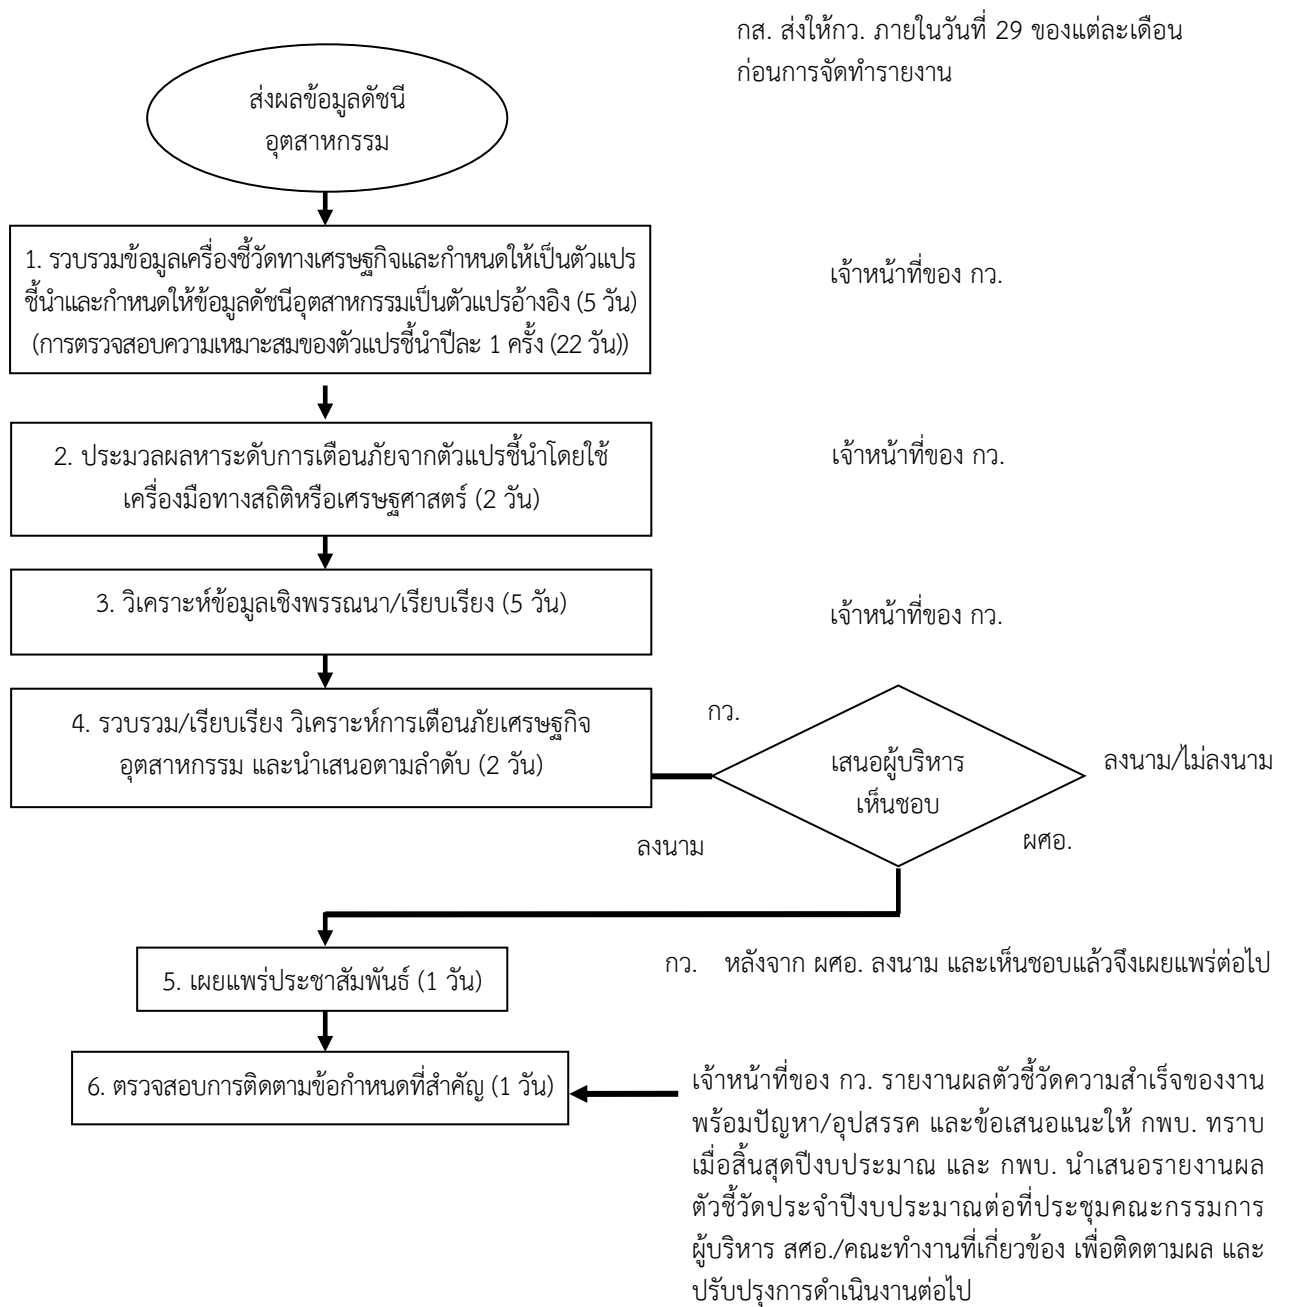 กส. ส่งให้กว. ภายในวันที่ 29 ของแต่ละเดือน
ก่อนการจัดทำรายงาน
ส่งผลข้อมูลดัชนี
อุตสาหกรรม
1. รวบรวมข้อมูลเครื่องชี้วัดทางเศรษฐกิจและกำหนดให้เป็นตัวแปร
ชี้นำและกำหนดให้ข้อมูลดัชนีอุตสาหกรรมเป็นตัวแปรอ้างอิง (5 วัน)
(การตรวจสอบความเหมาะสมของตัวแปรชี้นำปีละ 1 ครั้ง (22 วัน))
เจ้าหน้าที่ของ กว.
2. ประมวลผลหาระดับการเตือนภัยจากตัวแปรชี้นำโดยใช้
เครื่องมือทางสถิติหรือเศรษฐศาสตร์ (2 วัน)
เจ้าหน้าที่ของ กว.
3. วิเคราะห์ข้อมูลเชิงพรรณนา/เรียบเรียง (5 วัน)
เจ้าหน้าที่ของ กว.
4. รวบรวม/เรียบเรียง วิเคราะห์การเตือนภัยเศรษฐกิจ
อุตสาหกรรม และนำเสนอตามลำดับ (2 วัน)
กว.
เสนอผู้บริหาร
เห็นชอบ
ลงนาม/ไม่ลงนาม
ผศอ.
ลงนาม
5. เผยแพร่ประชาสัมพันธ์ (1 วัน)
กว. หลังจาก ผศอ. ลงนาม และเห็นชอบแล้วจึงเผยแพร่ต่อไป
6. ตรวจสอบการติดตามข้อกำหนดที่สำคัญ (1 วัน)
เจ้าหน้าที่ของ กว. รายงานผลตัวชี้วัดความสำเร็จของงาน
พร้อมปัญหา/อุปสรรค และข้อเสนอแนะให้ กพบ. ทราบ
เมื่อสิ้นสุดปีงบประมาณ และ กพบ. นำเสนอรายงานผล
ตัวชี้วัดประจำปีงบประมาณต่อที่ประชุมคณะกรรมการ
ผู้บริหาร สศอ./คณะทำงานที่เกี่ยวข้อง เพื่อติดตามผล และ
ปรับปรุงการดำเนินงานต่อไป